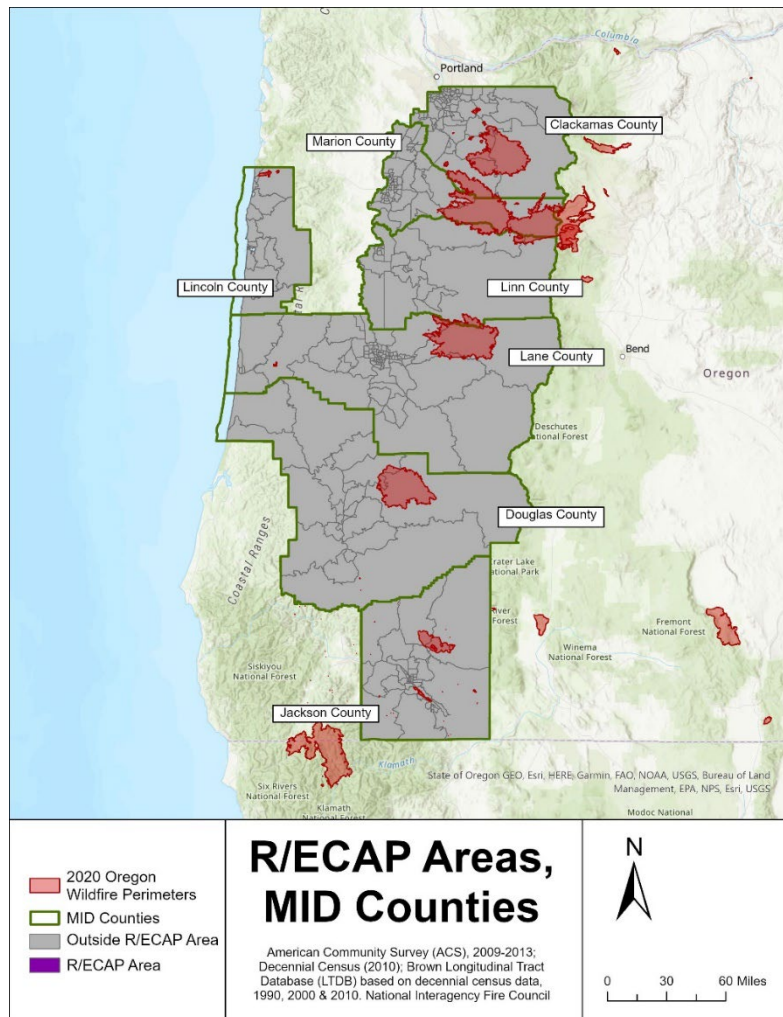 Columbia
Portland
Clackamas County
Marion County
Lincoln County
Linn County
Lane County
Bend
Oregon
Deschutes
National Forest
Douglas County
Coastal Ranges
Crater Lake
National Park
River
Forest
Fremont
National Forest
Winema
National Forest
Siskiyou
National Forest
Jackson County
Klamath
Six Rivers
National Forest
Klamath
National Forest
State of Oregon GEO, Esri, HERE, Garmin, FAO, NOAA, USGS, Bureau of Land
Management, EPA, NPS, Esri, USGS
Modoc National
2020 Oregon
Wildfire Perimeters
MID Counties
Outside R/ECAP Area
R/ECAP Area
R/ECAP Areas,
MID Counties
American Community Survey (ACS), 2009-2013;
Decennial Census (2010); Brown Longitudinal Tract
Database (LTDB) based on decennial census data,
1990, 2000 & 2010. National Interagency Fire Council
N
0 30 60 Miles